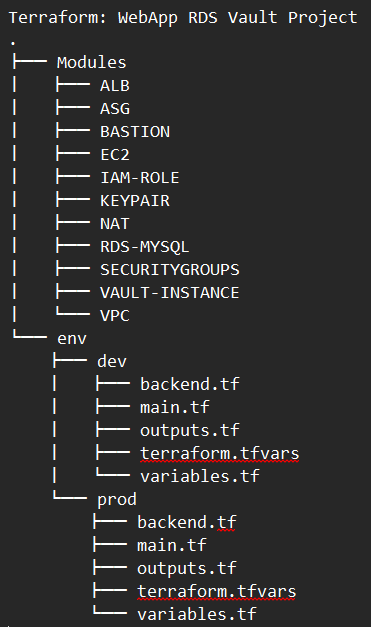 Terraform: WebApp RDS Vault Project
.
├── Modules
│   ├── ALB
│   ├── ASG
│   ├── BASTION
│   ├── EC2
│   ├── IAM-ROLE
│   ├── KEYPAIR
│   ├── NAT
│   ├── RDS-MYSQL
│   ├── SECURITYGROUPS
│   ├── VAULT-INSTANCE
│   └── VPC
└── env
    ├── dev
    │   ├── backend.tf
    │   ├── main.tf
    │   ├── outputs.tf
    │   ├── terraform.tfvars
    │   └── variables.tf
    └── prod
        ├── backend.tf
        ├── main.tf
        ├── outputs.tf
        ├── terraform.tfvars
        └── variables.tf